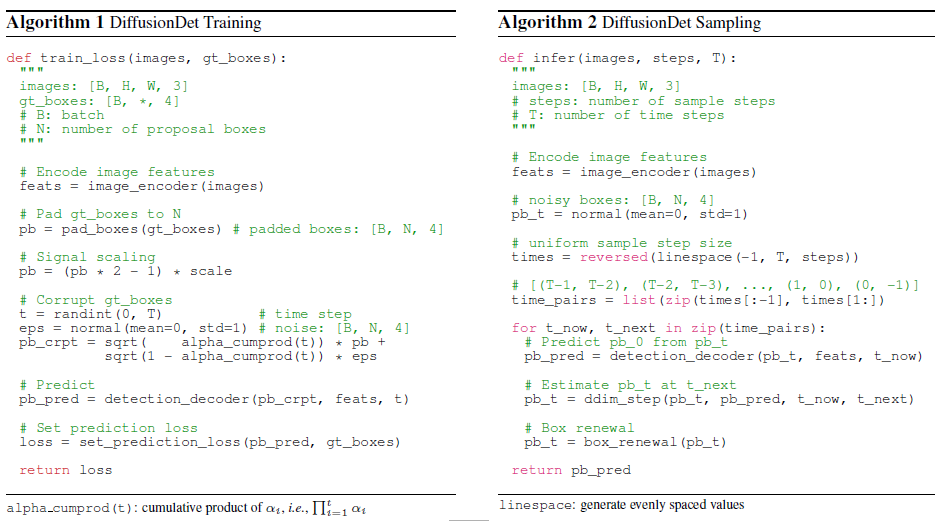 Algorithm 1 DiffusionDet Training
def train_loss(images, gt_boxes):
"""
images: [B, H, W, 3]
gt_boxes: [B, *, 4]
# B: batch
# N: number of proposal boxes
"""
# Encode image features
feats = image_encoder(images)
# Pad gt_boxes to N
pb = pad_boxes(gt_boxes) # padded boxes: [B, N, 4]
# Signal scaling
pb = (pb * 2 - 1) * scale
# Corrupt gt_boxes
t = randint(0, T) # time step
eps = normal(mean=0, std=1) # noise: [B, N, 4]
pb_crpt = sqrt( alpha_cumprod(t)) * pb +
sqrt(1 - alpha_cumprod(t)) * eps
# Predict
pb_pred = detection_decoder(pb_crpt, feats, t)
# Set prediction loss
loss = set_prediction_loss(pb_pred, gt_boxes)
return loss
alpha_cumprod(t): cumulative product of αᵢ, i.e., ∏ᵗᵢ₌₁ αᵢ
Algorithm 2 DiffusionDet Sampling
def infer(images, steps, T):
"""
images: [B, H, W, 3]
# steps: number of sample steps
# T: number of time steps
"""
# Encode image features
feats = image_encoder(images)
# noisy boxes: [B, N, 4]
pb_t = normal(mean=0, std=1)
# uniform sample step size
times = reversed(linespace(-1, T, steps))
# [(T-1, T-2), (T-2, T-3), ..., (1, 0), (0, -1)]
time_pairs = list(zip(times[:-1], times[1:])
for t_now, t_next in zip(time_pairs):
# Predict pb_0 from pb_t
pb_pred = detection_decoder(pb_t, feats, t_now)
# Estimate pb_t at t_next
pb_t = ddim_step(pb_t, pb_pred, t_now, t_next)
# Box renewal
pb_t = box_renewal(pb_t)
return pb_pred
linespace: generate evenly spaced values